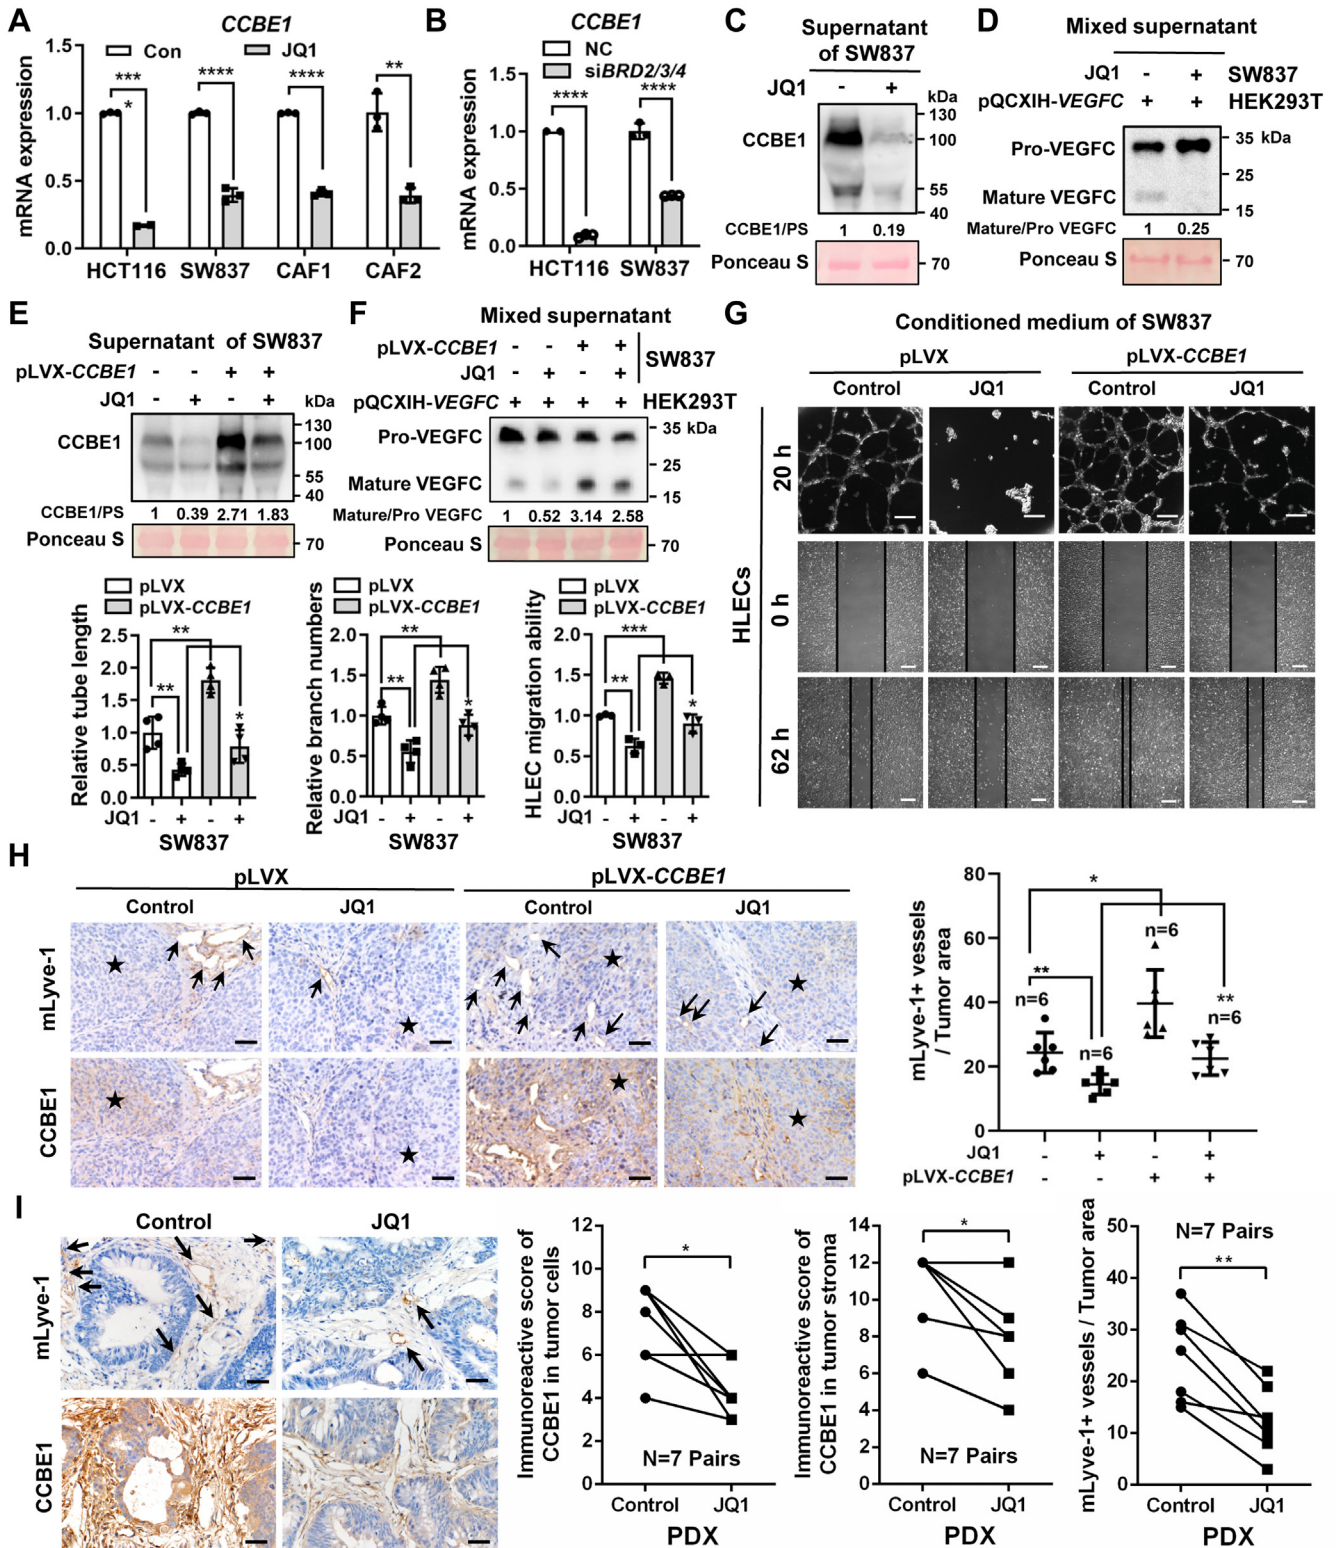 A
CCBE1
Con
JQ1
mRNA expression
1.5
1.0
0.5
0.0
***
*
****
****
**
HCT116 SW837 CAF1 CAF2
B
CCBE1
NC
siBRD2/3/4
mRNA expression
1.5
1.0
0.5
0.0
****
****
HCT116 SW837
C
Supernatant
of SW837
JQ1 - +
kDa
CCBE1
130
100
55
40
CCBE1/PS 1 0.19
Ponceau S 70
D
Mixed supernatant
JQ1 - + SW837
pQCXIH-VEGFC + + HEK293T
Pro-VEGFC
35 kDa
25
Mature VEGFC
15
Mature/Pro VEGFC 1 0.25
Ponceau S 70
E
Supernatant of SW837
pLVX-CCBE1 - - + +
JQ1 - + - + kDa
CCBE1
130
100
55
40
CCBE1/PS 1 0.39 2.71 1.83
Ponceau S 70
F
Mixed supernatant
pLVX-CCBE1 - - + +
JQ1 - + - +
SW837
pQCXIH-VEGFC + + + + HEK293T
Pro-VEGFC
35 kDa
25
Mature VEGFC
15
Mature/Pro VEGFC 1 0.52 3.14 2.58
Ponceau S 70
pLVX
pLVX-CCBE1
Relative tube length
2.5
2.0
1.5
1.0
0.5
0.0
**
**
*
JQ1 - + - +
SW837
pLVX
pLVX-CCBE1
Relative branch numbers
2.0
1.5
1.0
0.5
0.0
**
**
*
JQ1 - + - +
SW837
pLVX
pLVX-CCBE1
HLEC migration ability
2.0
1.5
1.0
0.5
0.0
***
**
*
JQ1 - + - +
SW837
G
Conditioned medium of SW837
pLVX pLVX-CCBE1
Control JQ1 Control JQ1
HLECs
20 h
0 h
62 h
H
pLVX pLVX-CCBE1
Control JQ1 Control JQ1
mLyve-1
CCBE1
mLyve-1+ vessels
/ Tumor area
80
60
40
20
0
*
**
**
n=6
n=6
n=6
n=6
JQ1 - + - +
pLVX-CCBE1 - - + +
I
Control JQ1
mLyve-1
CCBE1
Immunoreactive score of
CCBE1 in tumor cells
12
10
8
6
4
2
0
*
N=7 Pairs
Control JQ1
PDX
Immunoreactive score of
CCBE1 in tumor stroma
14
12
10
8
6
4
2
0
*
N=7 Pairs
Control JQ1
PDX
mLyve-1+ vessels / Tumor area
50
40
30
20
10
0
N=7 Pairs
**
Control JQ1
PDX